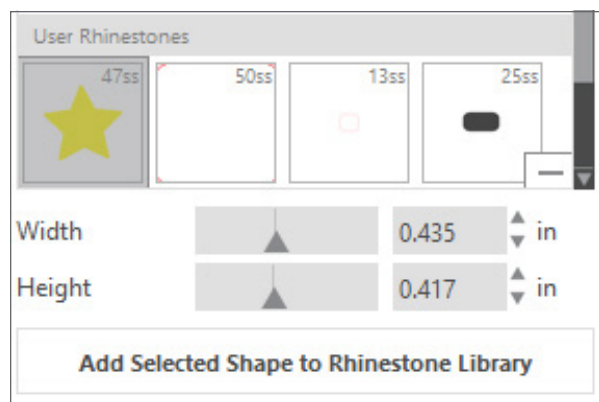 User Rhinestones
47ss 50ss 13ss 25ss
Width 0.435 in
Height 0.417 in
Add Selected Shape to Rhinestone Library